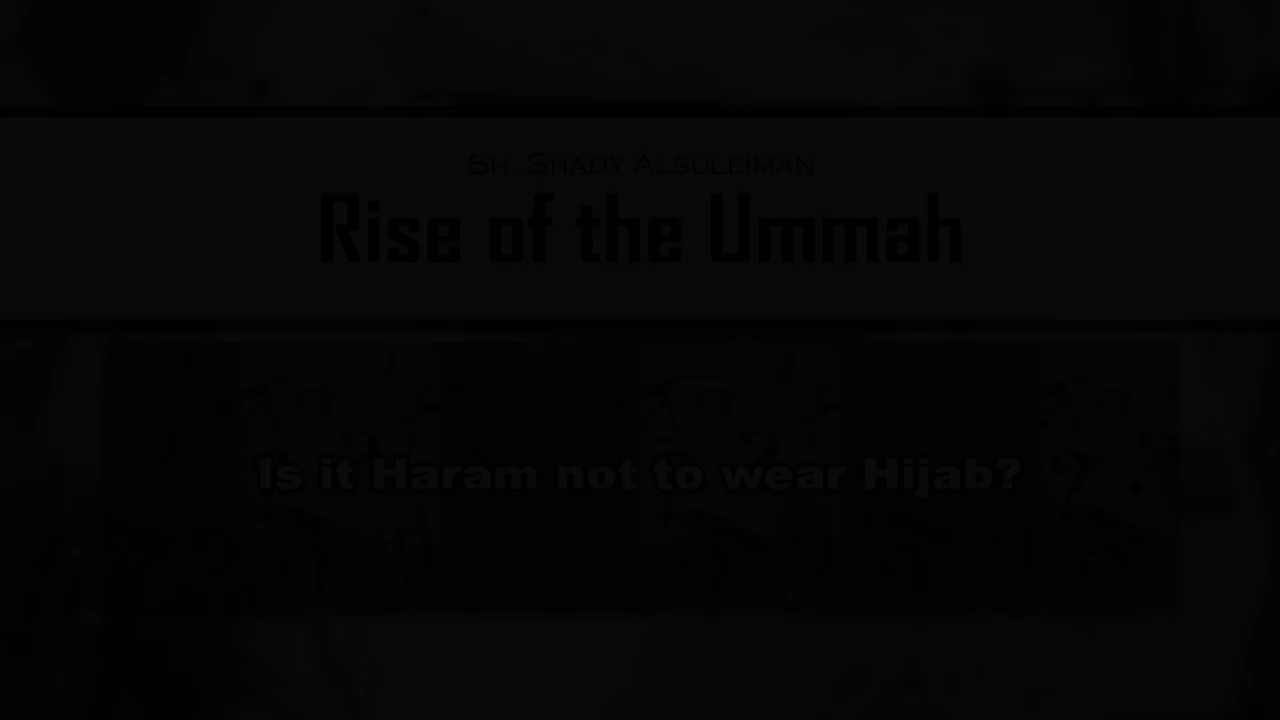 Sh. Shady Alsuleiman
Rise of the Ummah
Is it Haram not to wear Hijab?